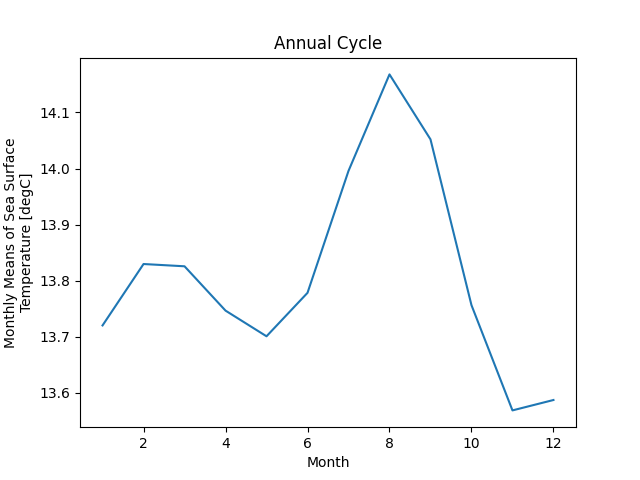 Annual Cycle
Monthly Means of Sea Surface
Temperature [degC]
14.1
14.0
13.9
13.8
13.7
13.6
2 4 6 8 10 12
Month